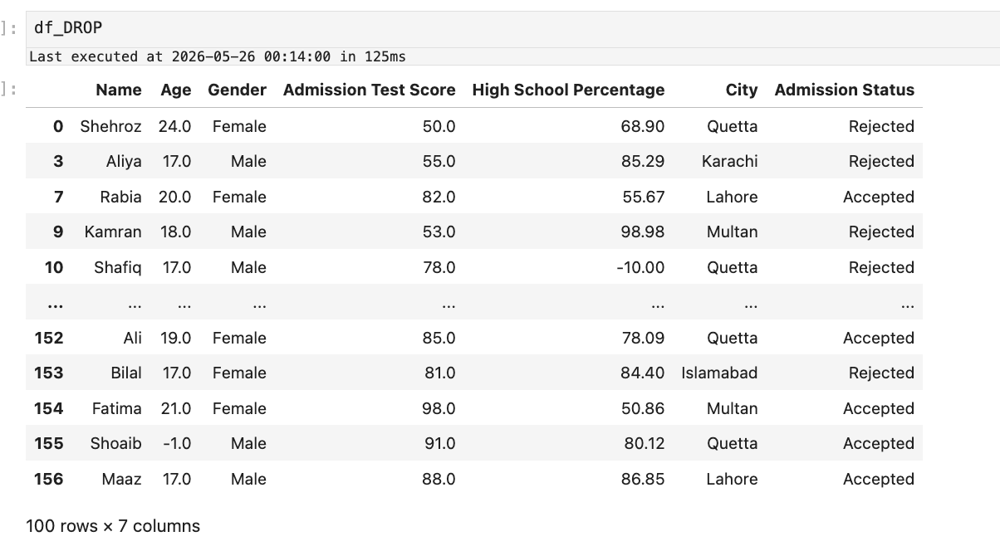 ]: df_DROP
Last executed at 2026-05-26 00:14:00 in 125ms
]: Name Age Gender Admission Test Score High School Percentage City Admission Status
0 Shehroz 24.0 Female 50.0 68.90 Quetta Rejected
3 Aliya 17.0 Male 55.0 85.29 Karachi Rejected
7 Rabia 20.0 Female 82.0 55.67 Lahore Accepted
9 Kamran 18.0 Male 53.0 98.98 Multan Rejected
10 Shafiq 17.0 Male 78.0 -10.00 Quetta Rejected
... ... ... ... ... ... ... ...
152 Ali 19.0 Female 85.0 78.09 Quetta Accepted
153 Bilal 17.0 Female 81.0 84.40 Islamabad Rejected
154 Fatima 21.0 Female 98.0 50.86 Multan Accepted
155 Shoaib -1.0 Male 91.0 80.12 Quetta Accepted
156 Maaz 17.0 Male 88.0 86.85 Lahore Accepted
100 rows × 7 columns